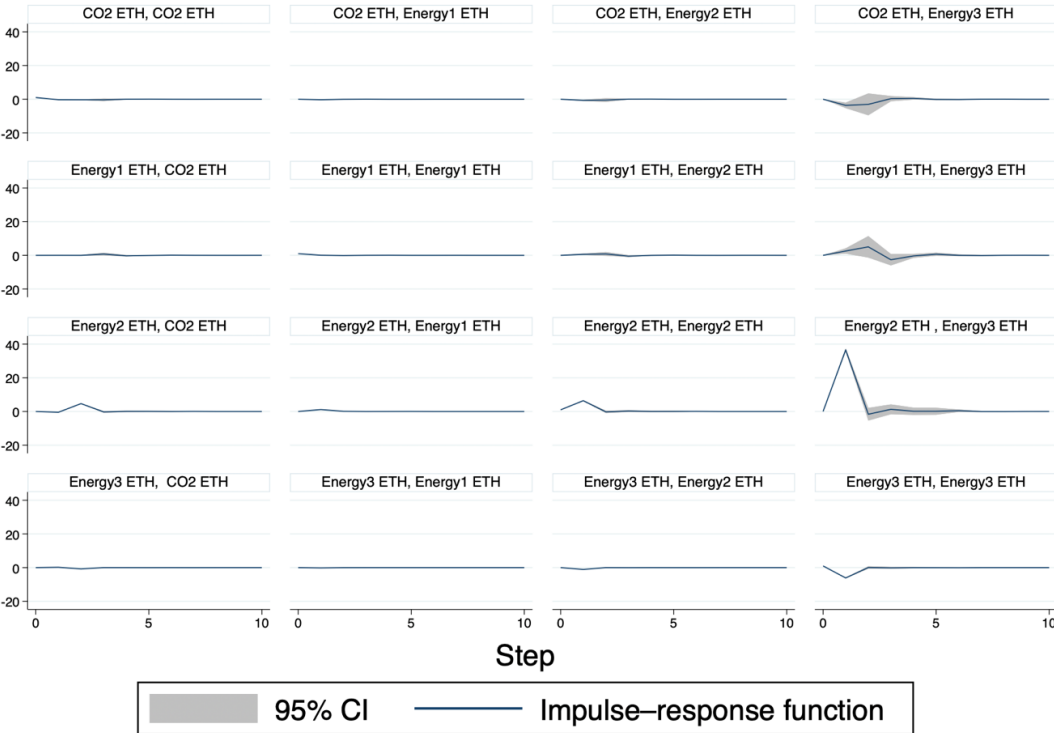 CO2 ETH, CO2 ETH CO2 ETH, Energy1 ETH CO2 ETH, Energy2 ETH CO2 ETH, Energy3 ETH
40
20
0
-20
Energy1 ETH, CO2 ETH Energy1 ETH, Energy1 ETH Energy1 ETH, Energy2 ETH Energy1 ETH, Energy3 ETH
40
20
0
-20
Energy2 ETH, CO2 ETH Energy2 ETH, Energy1 ETH Energy2 ETH, Energy2 ETH Energy2 ETH , Energy3 ETH
40
20
0
-20
Energy3 ETH, CO2 ETH Energy3 ETH, Energy1 ETH Energy3 ETH, Energy2 ETH Energy3 ETH, Energy3 ETH
40
20
0
-20
0 5 10 0 5 10 0 5 10 0 5 10
Step
95% CI Impulse–response function